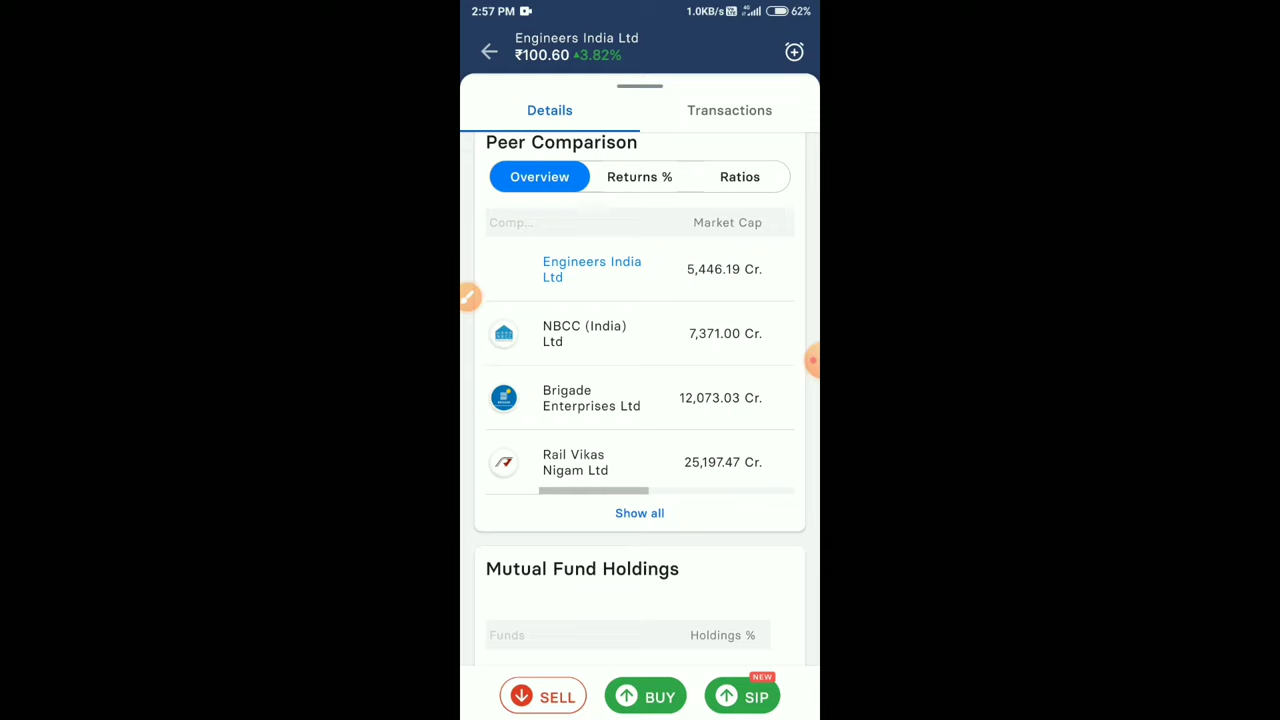 2:57 PM 1.0KB/s 4G 62%
Engineers India Ltd
₹100.60 ▲3.82%
Details Transactions
Peer Comparison
Overview Returns % Ratios
Comp... Market Cap
Engineers India
Ltd
5,446.19 Cr.
NBCC (India)
Ltd
7,371.00 Cr.
Brigade
Enterprises Ltd
12,073.03 Cr.
Rail Vikas
Nigam Ltd
25,197.47 Cr.
Show all
Mutual Fund Holdings
Funds Holdings %
NEW
SELL BUY SIP